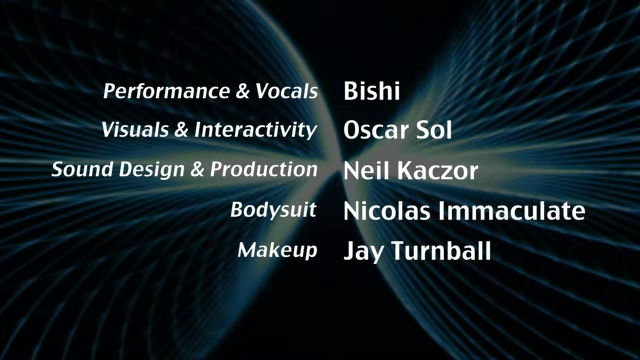 Performance & Vocals Bishi
Visuals & Interactivity Oscar Sol
Sound Design & Production Neil Kaczor
Bodysuit Nicolas Immaculate
Makeup Jay Turnball